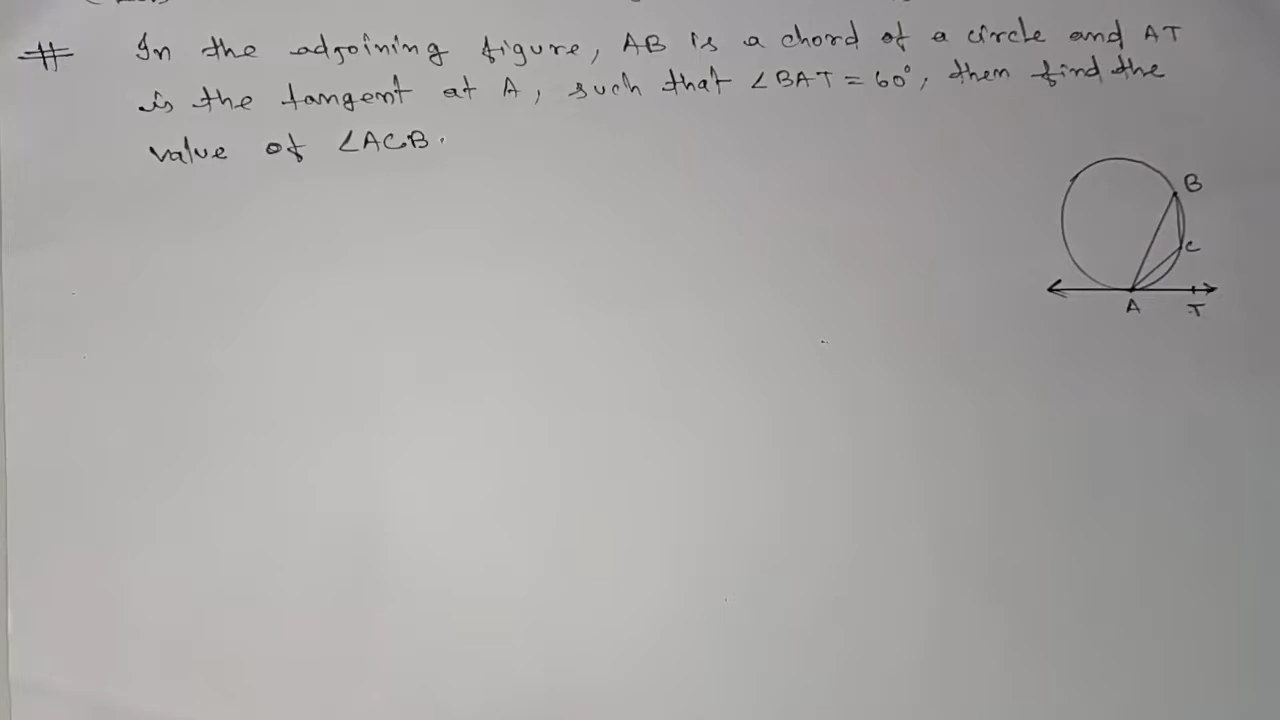 # In the adjoining figure, AB is a chord of a circle and AT
is the tangent at A, such that ∠BAT = 60°, then find the
value of ∠ACB.
B
C
A
T